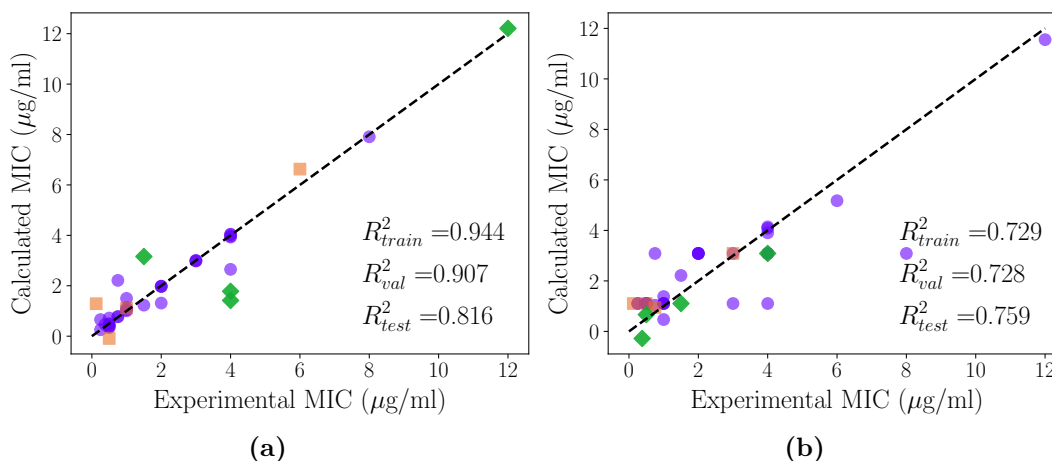 12
10
8
6
4
2
0
Calculated MIC (μg/ml)
R²train =0.944
R²val =0.907
R²test =0.816
0 2 4 6 8 10 12
Experimental MIC (μg/ml)
(a)
12
10
8
6
4
2
0
Calculated MIC (μg/ml)
R²train =0.729
R²val =0.728
R²test =0.759
0 2 4 6 8 10 12
Experimental MIC (μg/ml)
(b)